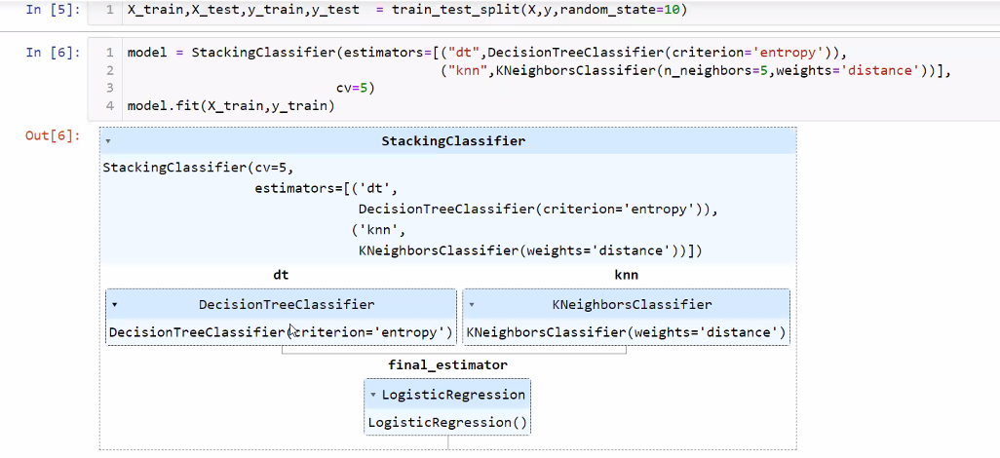 In [5]: 1 X_train,X_test,y_train,y_test = train_test_split(X,y,random_state=10)
In [6]: 1 model = StackingClassifier(estimators=[("dt",DecisionTreeClassifier(criterion='entropy')),
2 ("knn",KNeighborsClassifier(n_neighbors=5,weights='distance'))],
3 cv=5)
4 model.fit(X_train,y_train)
Out[6]: StackingClassifier
StackingClassifier(cv=5,
estimators=[('dt',
DecisionTreeClassifier(criterion='entropy')),
('knn',
KNeighborsClassifier(weights='distance'))])
dt knn
DecisionTreeClassifier KNeighborsClassifier
DecisionTreeClassifier(criterion='entropy') KNeighborsClassifier(weights='distance')
final_estimator
LogisticRegression
LogisticRegression()